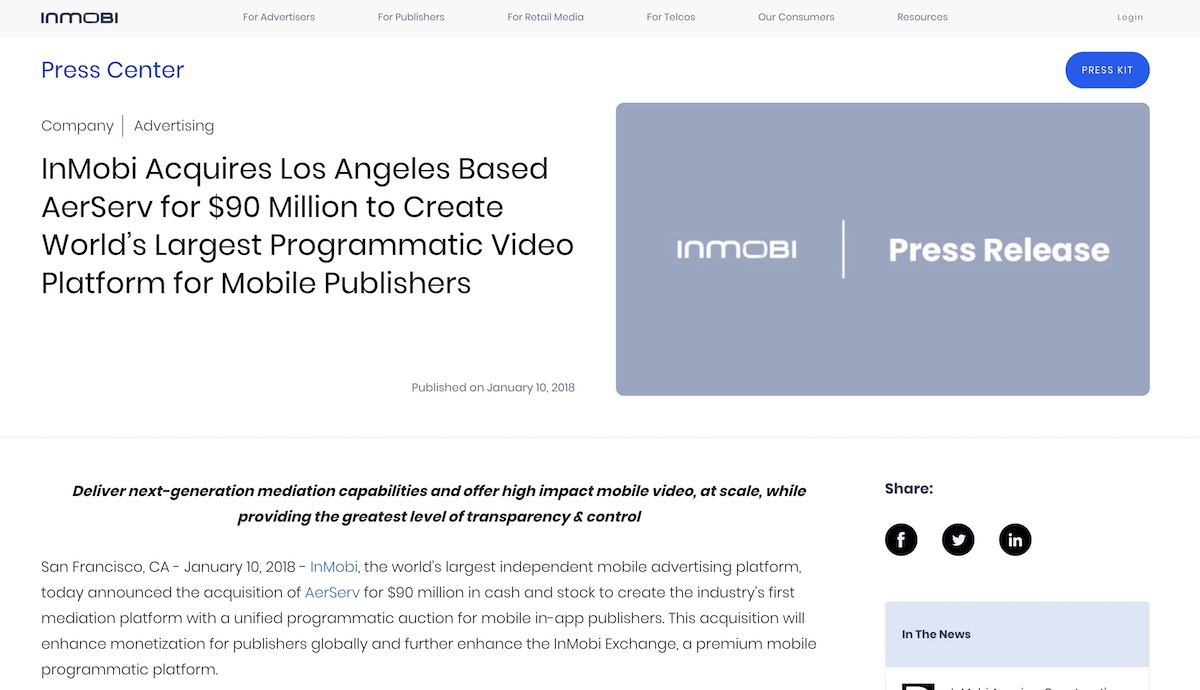 INMOBI
For Advertisers
For Publishers
For Retail Media
For Telcos
Our Consumers
Resources
Login
Press Center
PRESS KIT
Company | Advertising
InMobi Acquires Los Angeles Based
AerServ for $90 Million to Create
World’s Largest Programmatic Video
Platform for Mobile Publishers
Published on January 10, 2018
INMOBI | Press Release
Deliver next-generation mediation capabilities and offer high impact mobile video, at scale, while
providing the greatest level of transparency & control
San Francisco, CA - January 10, 2018 - InMobi, the world’s largest independent mobile advertising platform,
today announced the acquisition of AerServ for $90 million in cash and stock to create the industry’s first
mediation platform with a unified programmatic auction for mobile in-app publishers. This acquisition will
enhance monetization for publishers globally and further enhance the InMobi Exchange, a premium mobile
programmatic platform.
Share:
In The News